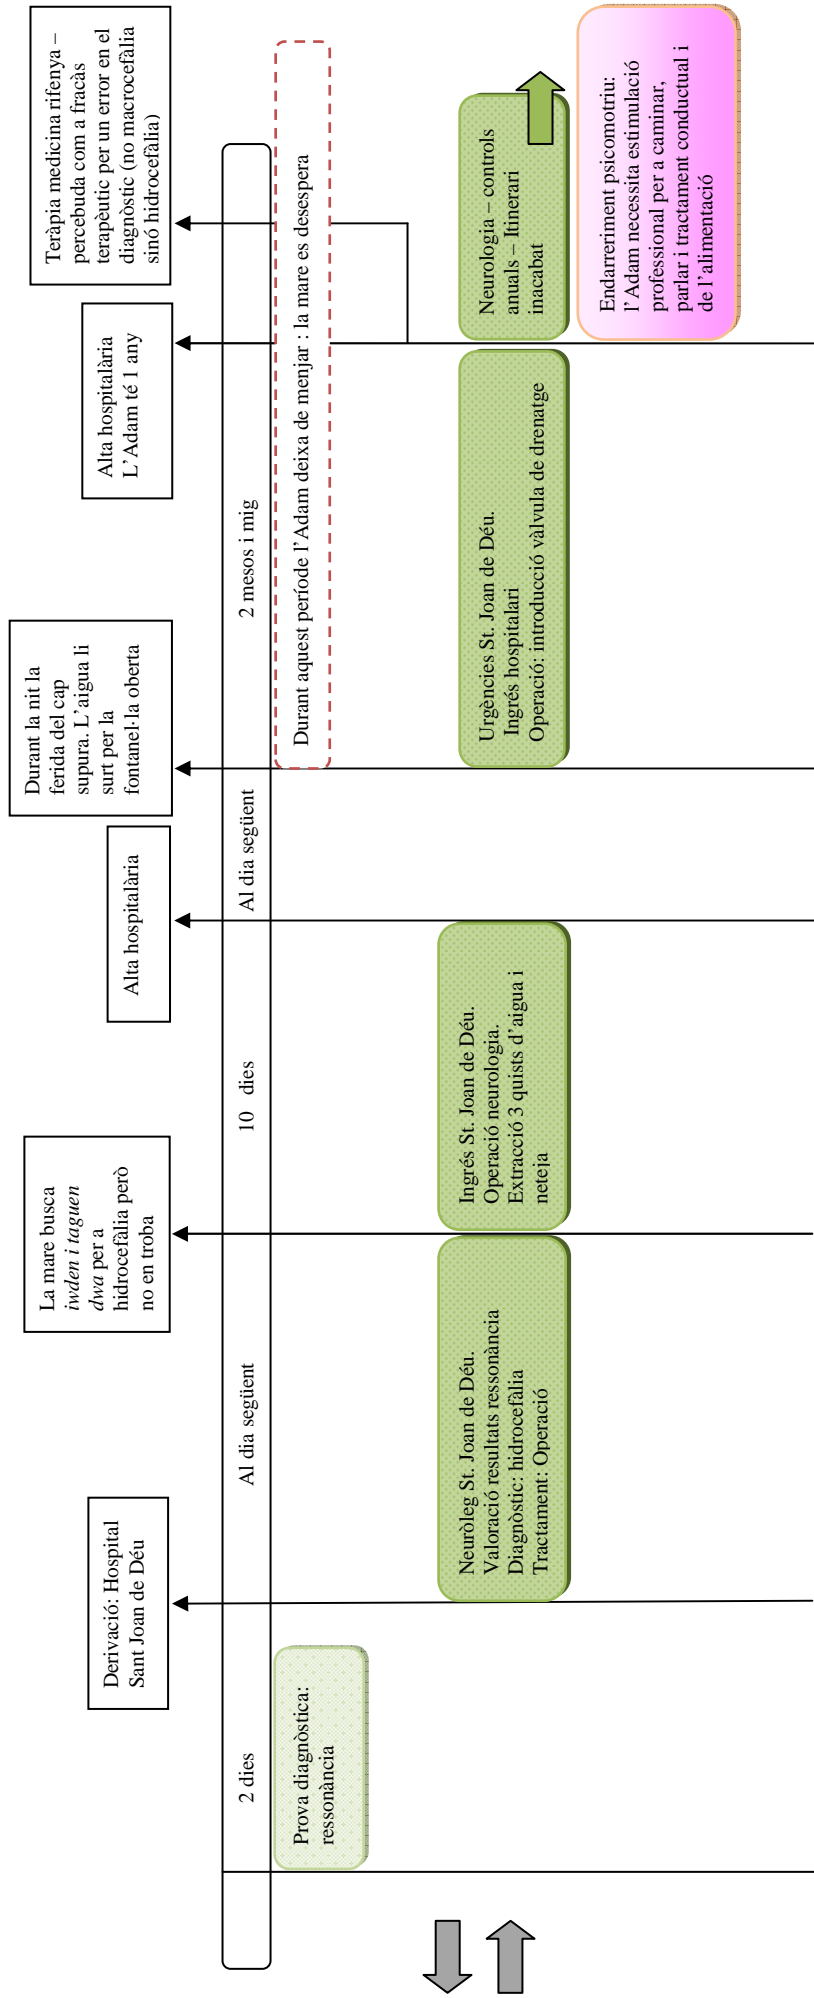 Derivació: Hospital
Sant Joan de Déu
La mare busca
iwden i taguen
dwa per a
hidrocefàlia però
no en troba
Alta hospitalària
Durant la nit la
ferida del cap
supura. L'aigua li
surt per la
fontanel·la oberta
Alta hospitalària
L'Adam té 1 any
Teràpia medicina rifenya –
percebuda com a fracàs
terapèutic per un error en el
diagnòstic (no macrocefàlia
sinó hidrocefàlia)
2 dies
Al dia següent
10 dies
Al dia següent
2 mesos i mig
Prova diagnòstica:
ressonància
Durant aquest període l'Adam deixa de menjar : la mare es desespera
Neuròleg St. Joan de Déu.
Valoració resultats ressonància
Diagnòstic: hidrocefàlia
Tractament: Operació
Ingrés St. Joan de Déu.
Operació neurologia.
Extracció 3 quists d'aigua i
neteja
Urgències St. Joan de Déu.
Ingrés hospitalari
Operació: introducció vàlvula de drenatge
Neurologia – controls
anuals – Itinerari
inacabat
Endarreriment psicomotriu:
l'Adam necessita estimulació
professional per a caminar,
parlar i tractament conductual i
de l'alimentació